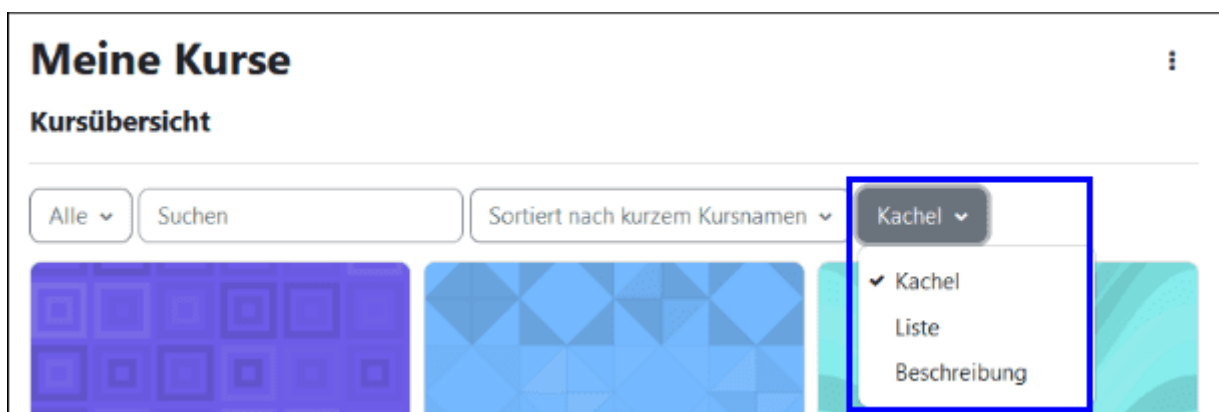 Meine Kurse
Kursübersicht
Alle Suchen Sortiert nach kurzem Kursnamen Kachel
Kachel
Liste
Beschreibung